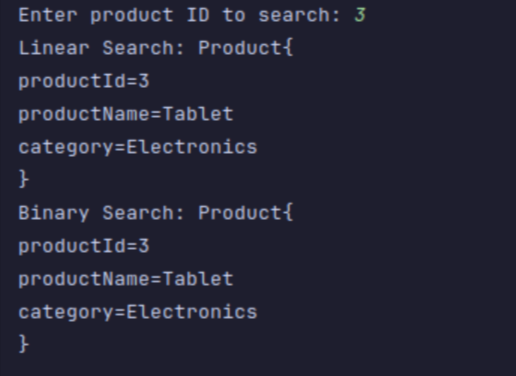 Enter product ID to search: 3
Linear Search: Product{
productId=3
productName=Tablet
category=Electronics
}
Binary Search: Product{
productId=3
productName=Tablet
category=Electronics
}